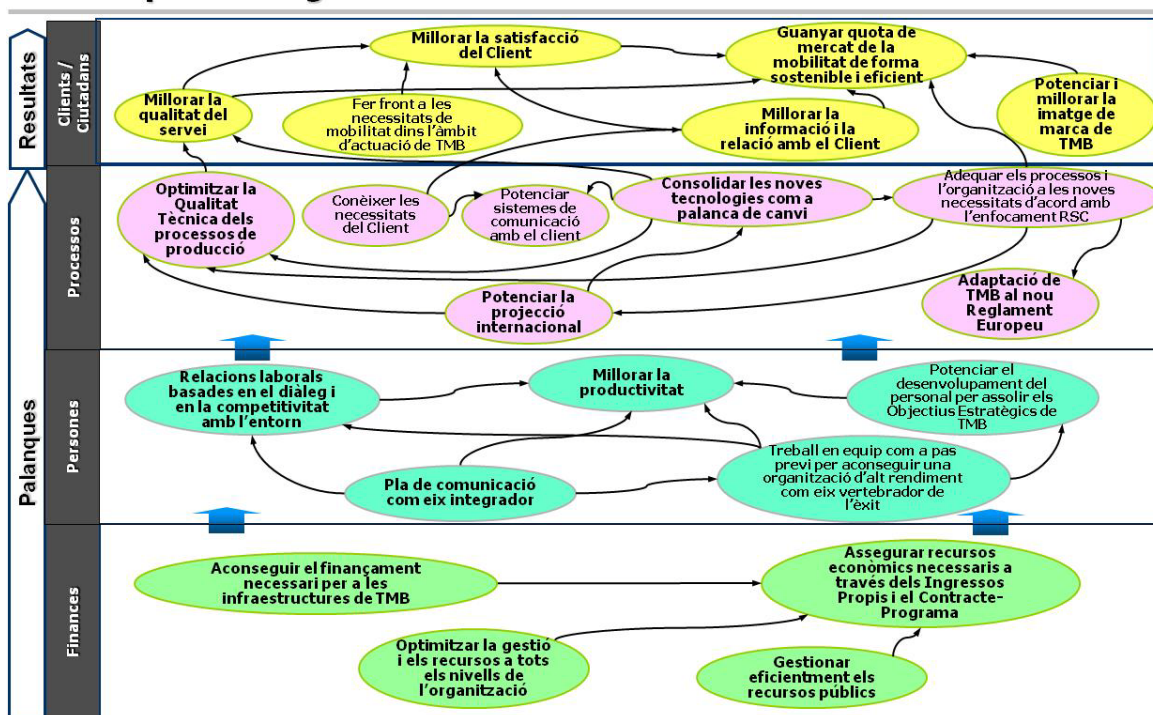 Resultats
Clients /
Ciutadans
Millorar la satisfacció
del Client
Guanyar quota de
mercat de la
mobilitat de forma
sostenible i eficient
Millorar la
qualitat del
servei
Fer front a les
necessitats de
mobilitat dins l'àmbit
d'actuació de TMB
Millorar la
informació i la
relació amb el Client
Potenciar i
millorar la
imatge de
marca de
TMB
Palanques
Processos
Optimitzar la
Qualitat
Tècnica dels
processos de
producció
Conèixer les
necessitats
del Client
Potenciar
sistemes de
comunicació
amb el client
Consolidar les noves
tecnologies com a
palanca de canvi
Adequar els processos i
l'organització a les noves
necessitats d'acord amb
l'enfocament RSC
Potenciar la
projecció
internacional
Adaptació de
TMB al nou
Reglament
Europeu
Persones
Relacions laborals
basades en el diàleg i
en la competitivitat
amb l'entorn
Millorar la
productivitat
Potenciar el
desenvolupament del
personal per assolir els
Objectius Estratègics de
TMB
Pla de comunicació
com eix integrador
Treball en equip com a pas
previ per aconseguir una
organització d'alt rendiment
com eix vertebrador de
l'èxit
Finances
Aconseguir el finançament
necessari per a les
infraestructures de TMB
Assegurar recursos
econòmics necessaris a
través dels Ingressos
Propis i el Contracte-
Programa
Optimitzar la gestió
i els recursos a tots
els nivells de
l'organització
Gestionar
eficientment els
recursos públics